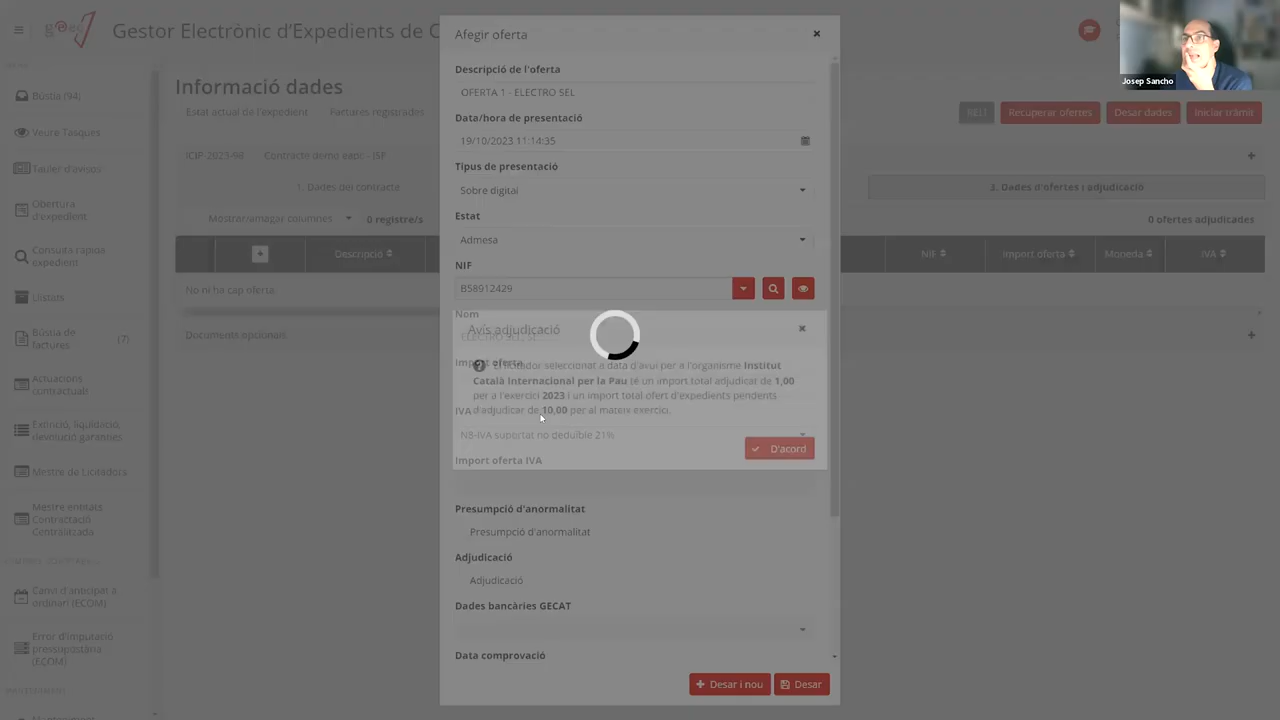 Gestor Electrònic d'Expedients de C
Afegir oferta
Josep Sancho
MENÚ
Bústia (94)
Veure Tasques
Tauler d'avisos
Obertura
d'expedient
Consulta ràpida
expedient
Llistats
Bústia de
factures
(7)
Actuacions
contractuals
Extinció, liquidació,
devolució garanties
Mestre de Licitadors
Mestre entitats
Contractació
Centralitzada
Canvi d'anticipat a
ordinari (ECOM)
Error d'imputació
pressupostària
(ECOM)
MANTENIMENT
Informació dades
Estat actual de l'expedient
Factures registrades
Recuperar ofertes
Desar dades
Iniciar tràmit
ICIP-2023-98
Contracte demo
1. Dades del contracte
3. Dades d'ofertes i adjudicació
Mostrar/amagar columnes
0 registre/s
0 ofertes adjudicades
Descripció
NIF
Import oferta
Moneda
IVA
No hi ha cap oferta.
Documents opcionals
Descripció de l'oferta
OFERTA 1 - ELECTRO SEL
Data/hora de presentació
19/10/2023 11:14:35
Tipus de presentació
Sobre digital
Estat
Admesa
NIF
B58912429
Nom
ELECTRO SEL, SL
Import oferta
Avís adjudicació
El licitador seleccionat a data d'avui per a l'organisme Institut
Català Internacional per la Pau té un import total adjudicat de 1,00
per a l'exercici 2023 i un import total ofert d'expedients pendents
d'adjudicar de 10,00 per al mateix exercici.
D'acord
IVA
N8-IVA suportat no deduïble 21%
Import oferta IVA
Presumpció d'anormalitat
Presumpció d'anormalitat
Adjudicació
Adjudicació
Dades bancàries GECAT
Data comprovació
Desar i nou
Desar